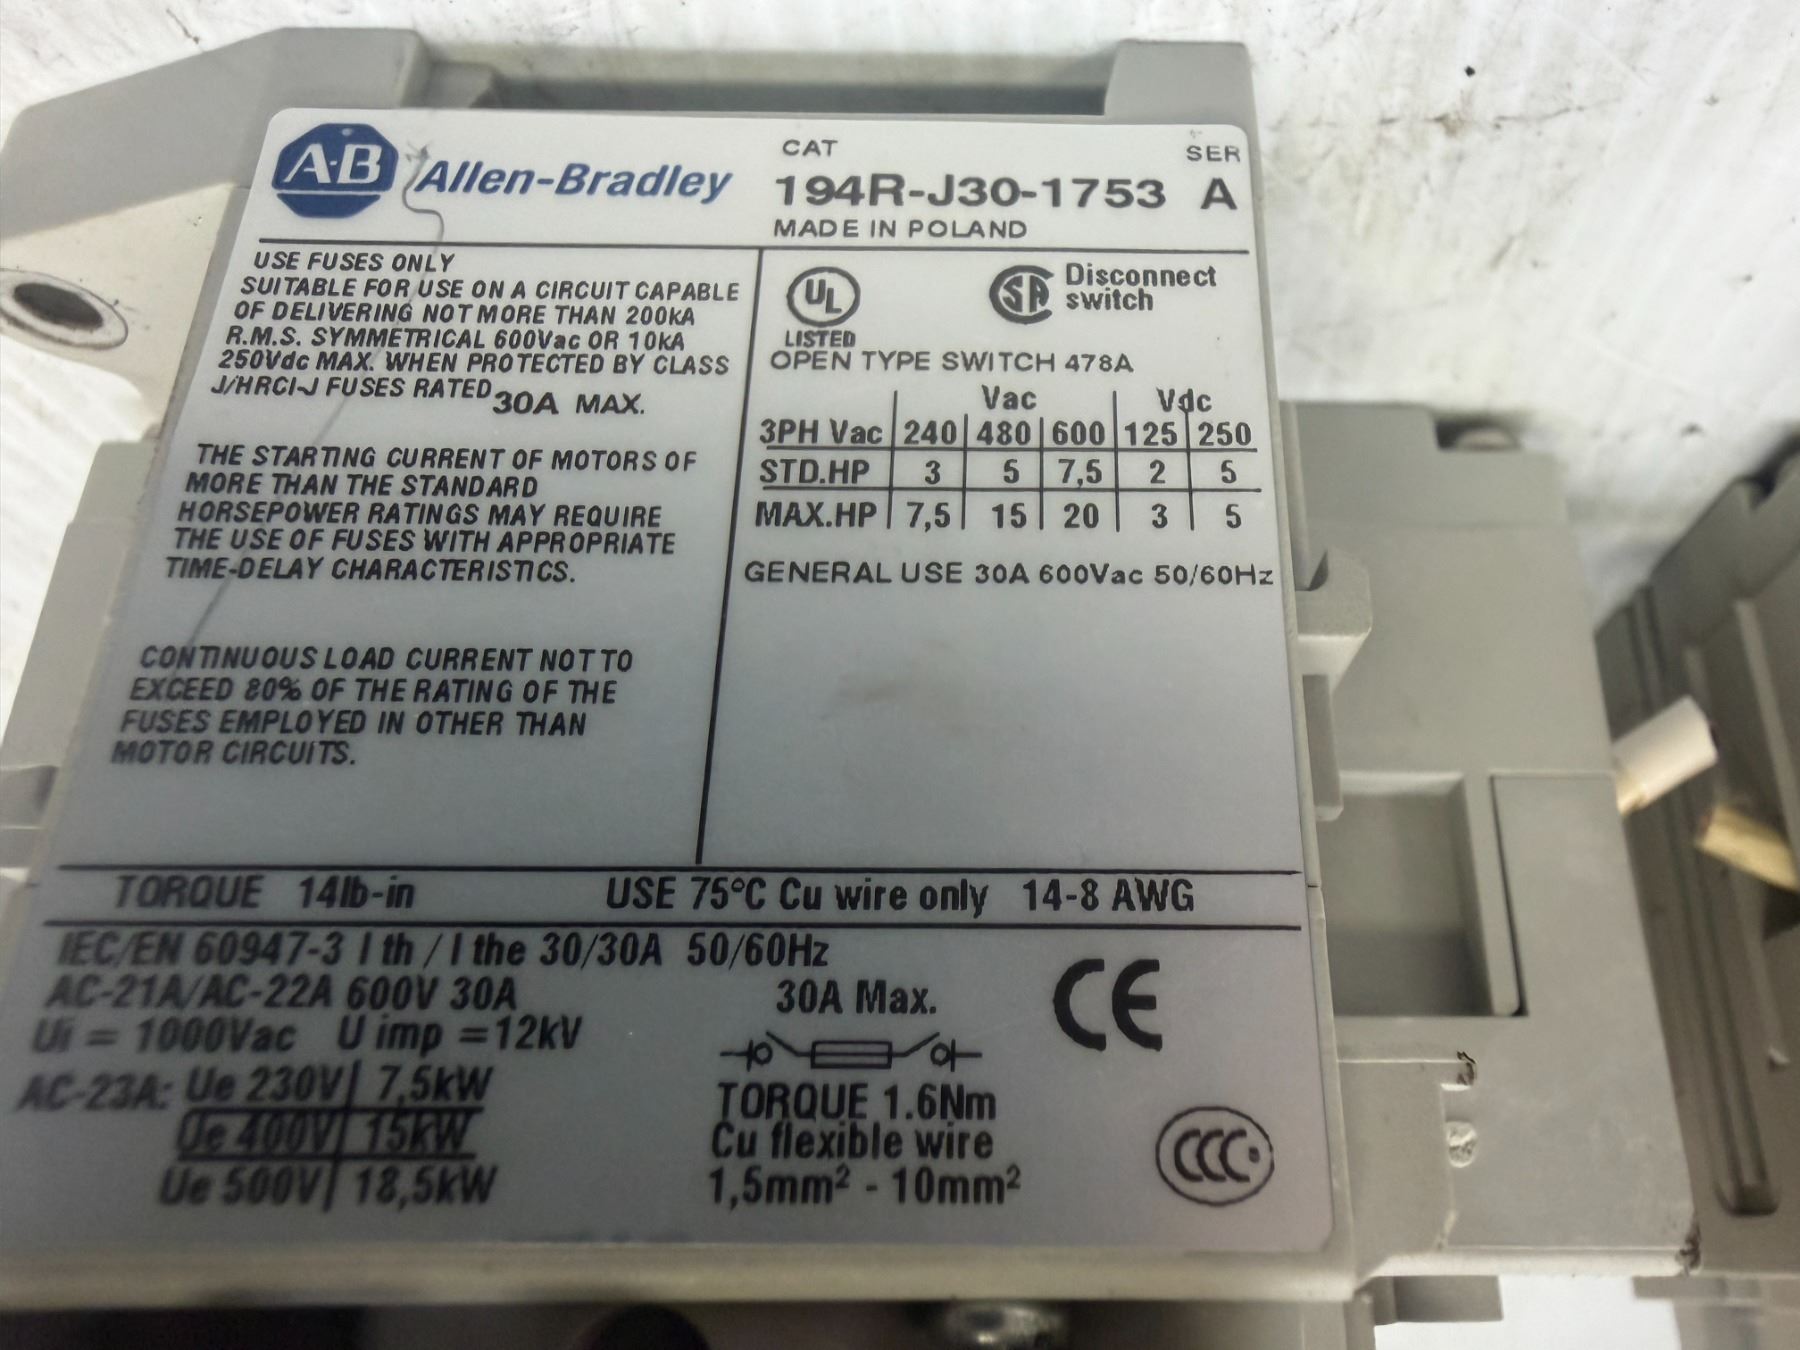 A-B Allen-Bradley
CAT SER
194R-J30-1753 A
MADE IN POLAND
USE FUSES ONLY
SUITABLE FOR USE ON A CIRCUIT CAPABLE
OF DELIVERING NOT MORE THAN 200kA
R.M.S. SYMMETRICAL 600Vac OR 10kA
250Vdc MAX. WHEN PROTECTED BY CLASS
J/HRCI-J FUSES RATED 30A MAX.
THE STARTING CURRENT OF MOTORS OF
MORE THAN THE STANDARD
HORSEPOWER RATINGS MAY REQUIRE
THE USE OF FUSES WITH APPROPRIATE
TIME-DELAY CHARACTERISTICS.
CONTINUOUS LOAD CURRENT NOT TO
EXCEED 80% OF THE RATING OF THE
FUSES EMPLOYED IN OTHER THAN
MOTOR CIRCUITS.
UL
LISTED
SA Disconnect
switch
OPEN TYPE SWITCH 478A
Vac Vdc
3PH Vac 240 480 600 125 250
STD.HP 3 5 7,5 2 5
MAX.HP 7,5 15 20 3 5
GENERAL USE 30A 600Vac 50/60Hz
TORQUE 14lb-in USE 75°C Cu wire only 14-8 AWG
IEC/EN 60947-3 I th / I the 30/30A 50/60Hz
AC-21A/AC-22A 600V 30A
Ui = 1000Vac U imp =12kV
AC-23A: Ue 230V 7,5kW
Ue 400V 15kW
Ue 500V 18,5kW
30A Max.
TORQUE 1.6Nm
Cu flexible wire
1,5mm² - 10mm²
CE
CCC